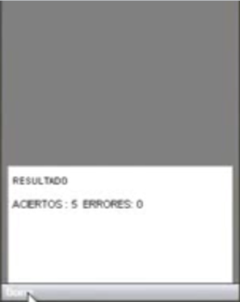 RESULTADO
ACIERTOS : 5 ERRORES: 0